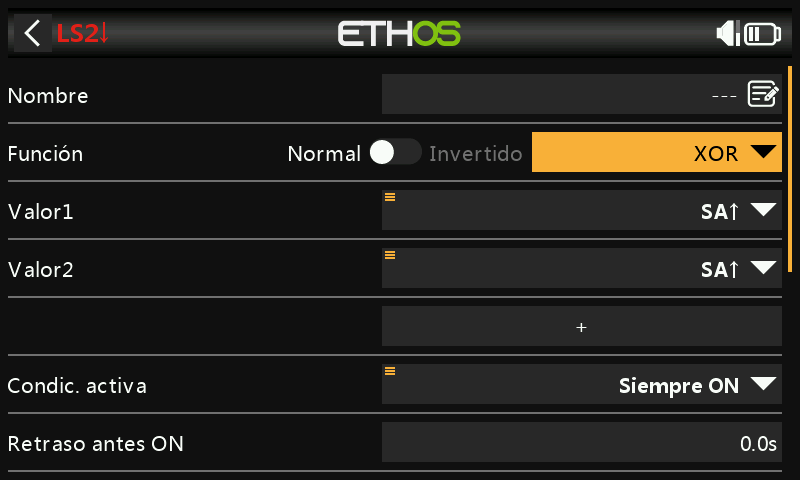 LS2↓ ETHOS
Nombre ---
Función Normal Invertido XOR
Valor1 SA↑
Valor2 SA↑
+
Condic. activa Siempre ON
Retraso antes ON 0.0s